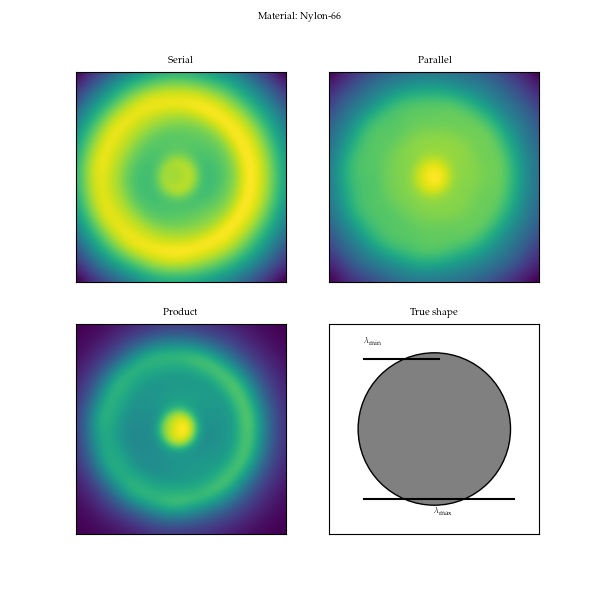 Material: Nylon-66
Serial
Parallel
Product
True shape
λmin
λmax